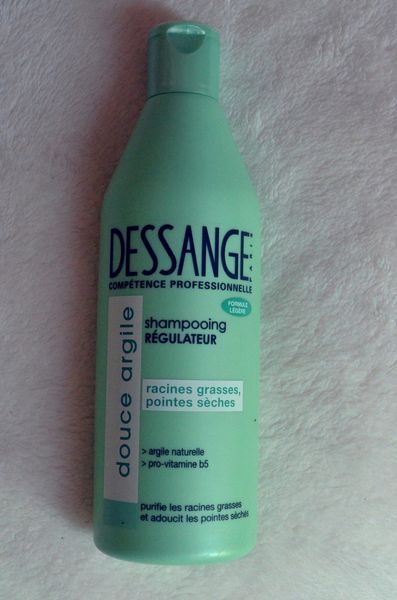 DESSANGE
PARIS
COMPÉTENCE PROFESSIONNELLE
FORMULE
LÉGÈRE
shampooing
RÉGULATEUR
douce argile
racines grasses,
pointes sèches
> argile naturelle
> pro-vitamine b5
purifie les racines grasses
et adoucit les pointes sèches